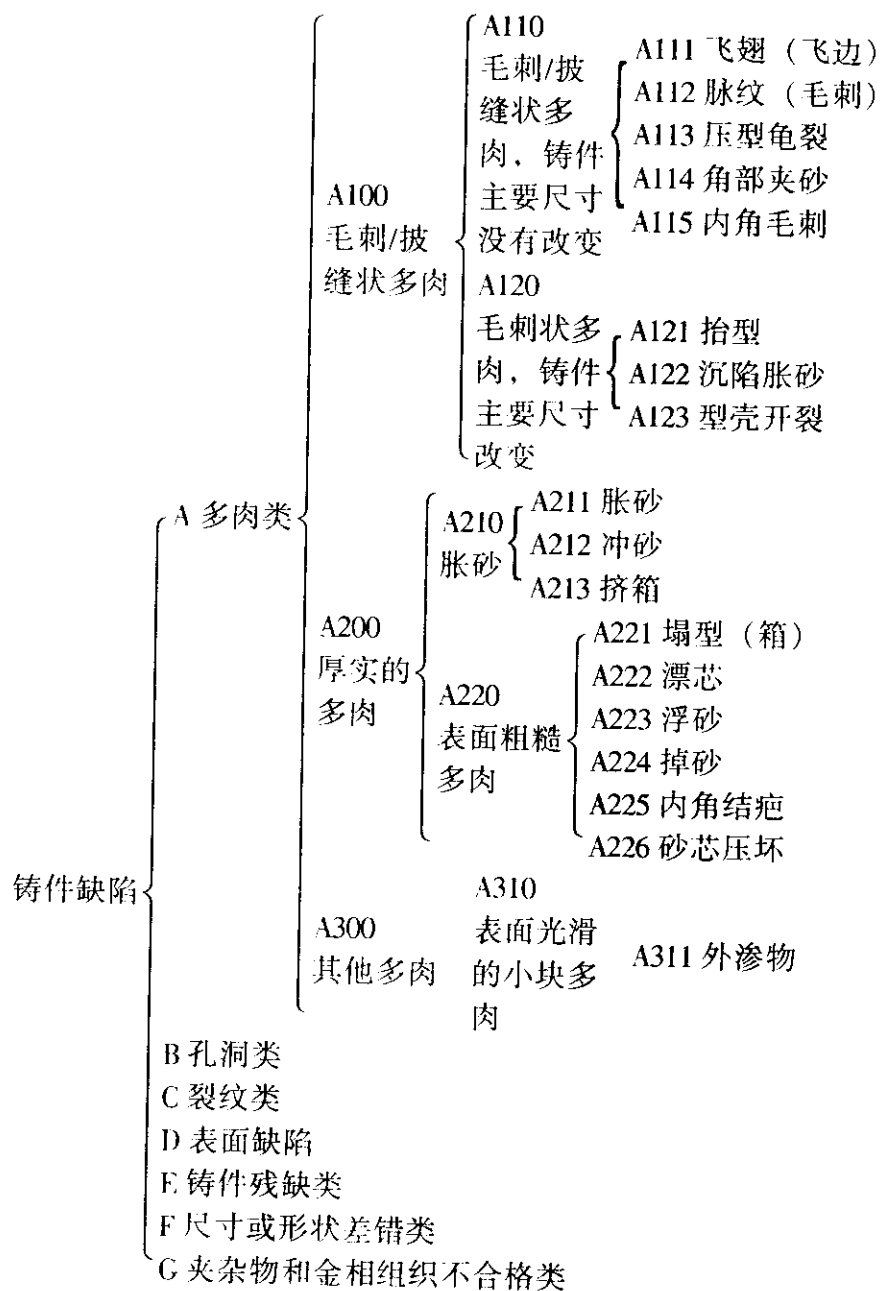 铸件缺陷
A 多肉类
A100
毛刺/披
缝状多肉
A110
毛刺/披
缝状多
肉，铸件
主要尺寸
没有改变
A111 飞翅（飞边）
A112 脉纹（毛刺）
A113 压型龟裂
A114 角部夹砂
A115 内角毛刺
A120
毛刺状多
肉，铸件
主要尺寸
改变
A121 抬型
A122 沉陷胀砂
A123 型壳开裂
A200
厚实的
多肉
A210
胀砂
A211 胀砂
A212 冲砂
A213 挤箱
A220
表面粗糙
多肉
A221 塌型（箱）
A222 漂芯
A223 浮砂
A224 掉砂
A225 内角结疤
A226 砂芯压坏
A300
其他多肉
A310
表面光滑
的小块多
肉
A311 外渗物
B 孔洞类
C 裂纹类
D 表面缺陷
E 铸件残缺类
F 尺寸或形状差错类
G 夹杂物和金相组织不合格类